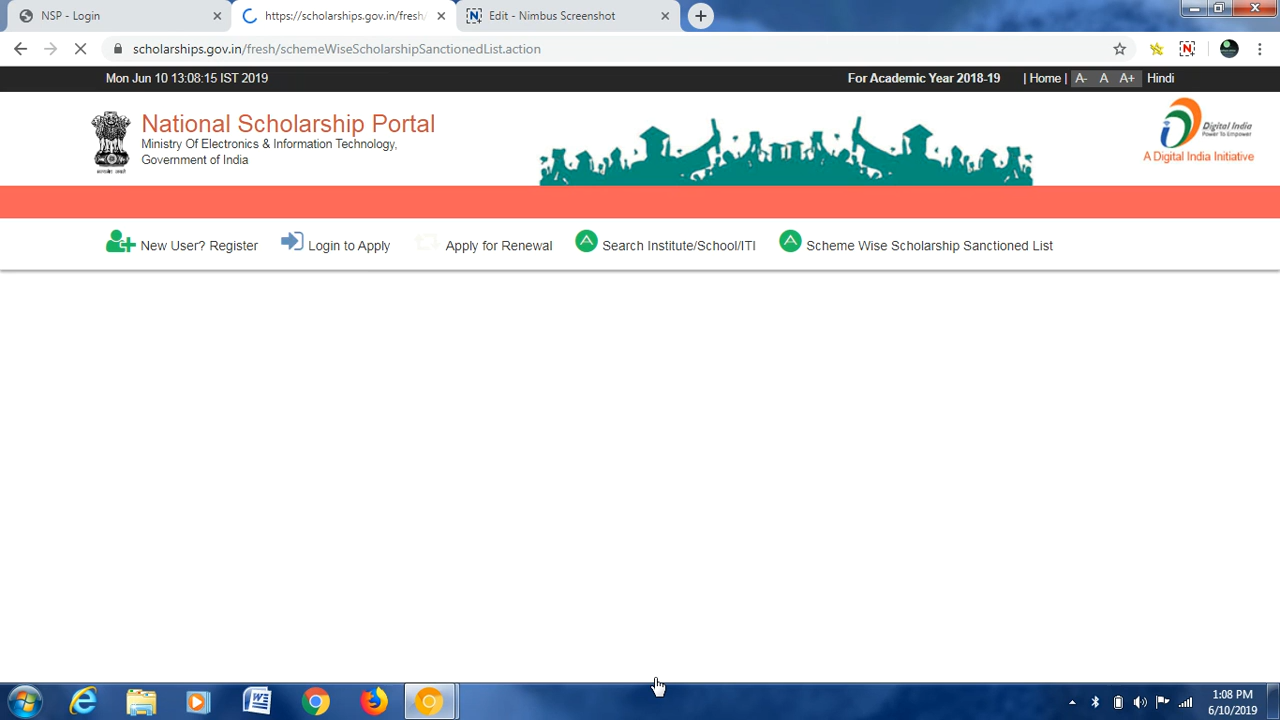 NSP - Login
https://scholarships.gov.in/fresh/
Edit - Nimbus Screenshot
scholarships.gov.in/fresh/schemeWiseScholarshipSanctionedList.action
Mon Jun 10 13:08:15 IST 2019
For Academic Year 2018-19 | Home | A- A A+ Hindi
National Scholarship Portal
Ministry Of Electronics & Information Technology,
Government of India
Digital India
Power To Empower
A Digital India Initiative
New User? Register
Login to Apply
Apply for Renewal
Search Institute/School/ITI
Scheme Wise Scholarship Sanctioned List
1:08 PM
6/10/2019